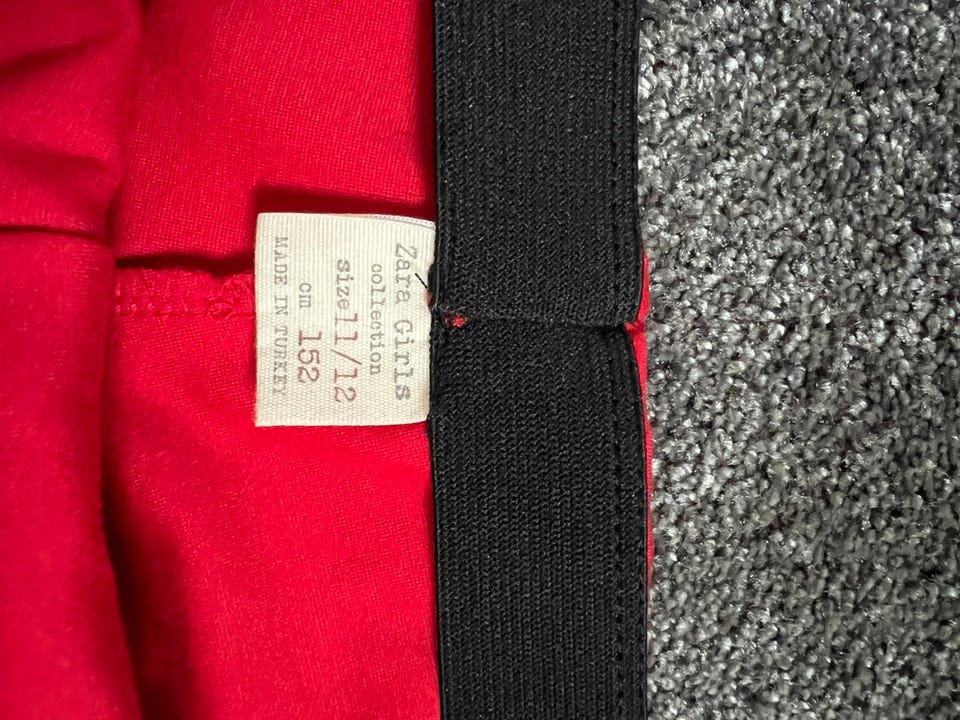 Zara Girls
collection
size11/12
cm 152
MADE IN TURKEY